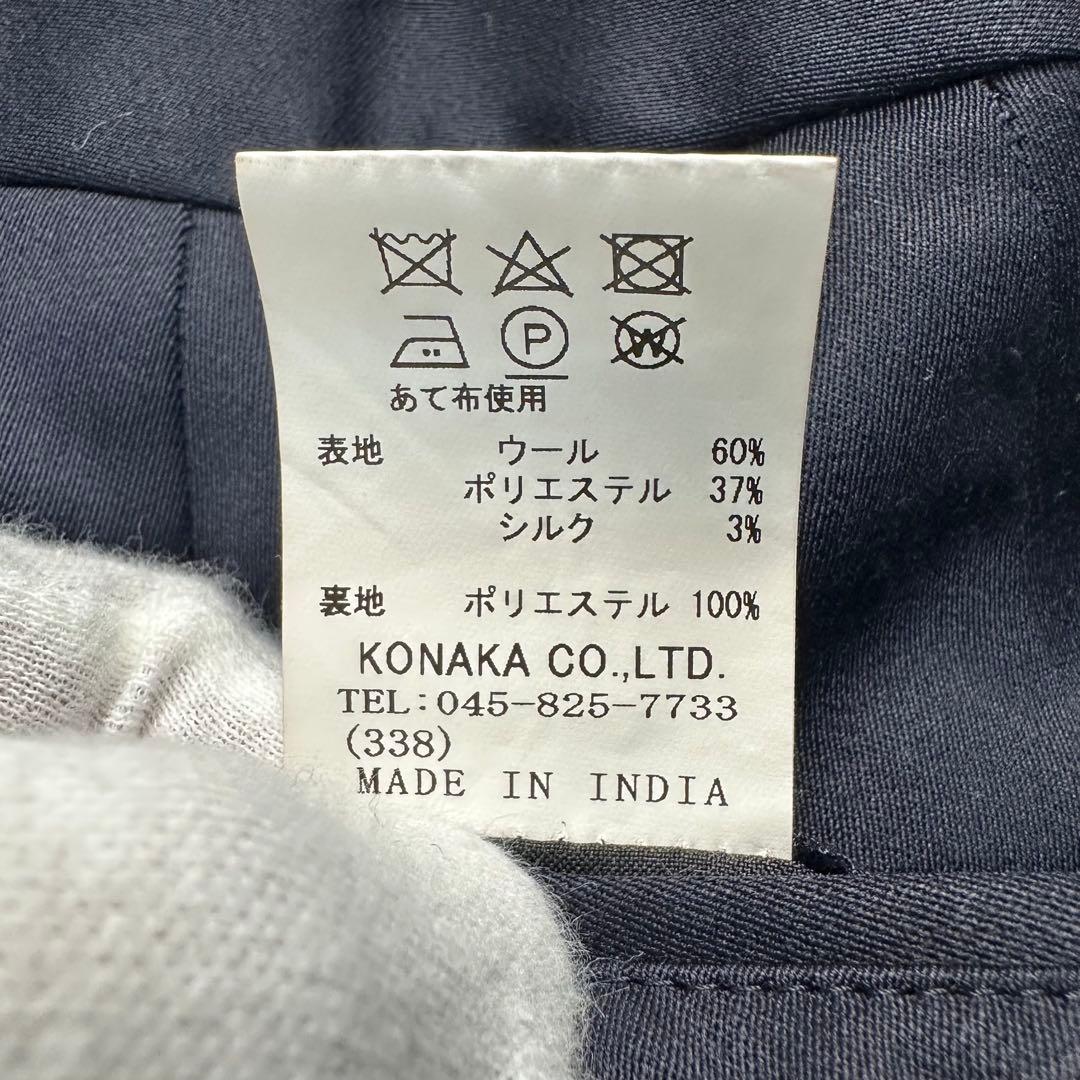 P W
あて布使用
表地 ウール 60%
ポリエステル 37%
シルク 3%
裏地 ポリエステル 100%
KONAKA CO.,LTD.
TEL:045-825-7733
(338)
MADE IN INDIA